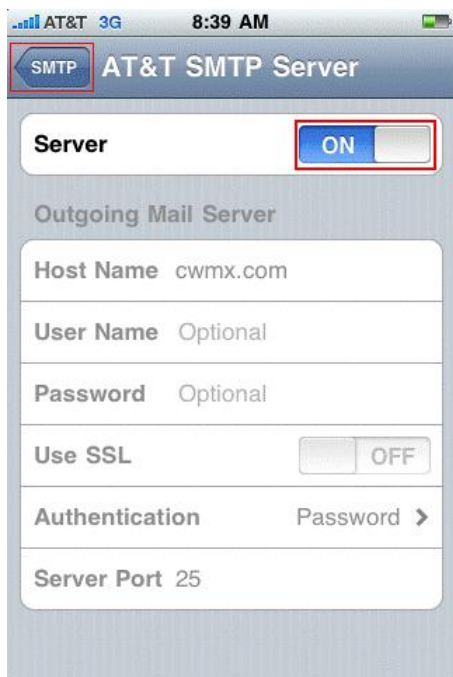 AT&T 3G 8:39 AM
SMTP AT&T SMTP Server
Server ON
Outgoing Mail Server
Host Name cwmx.com
User Name Optional
Password Optional
Use SSL OFF
Authentication Password
Server Port 25